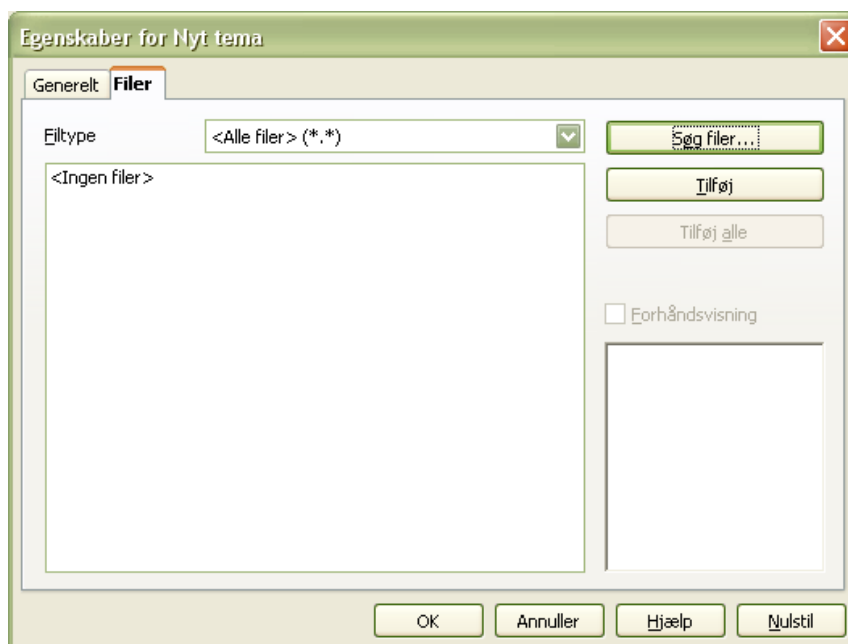 Egenskaber for Nyt tema
Generelt Filer
Filtype <Alle filer> (*.*) Søg filer...
<Ingen filer>
Tilføj
Tilføj alle
Forhåndsvisning
OK Annuller Hjælp Nulstil